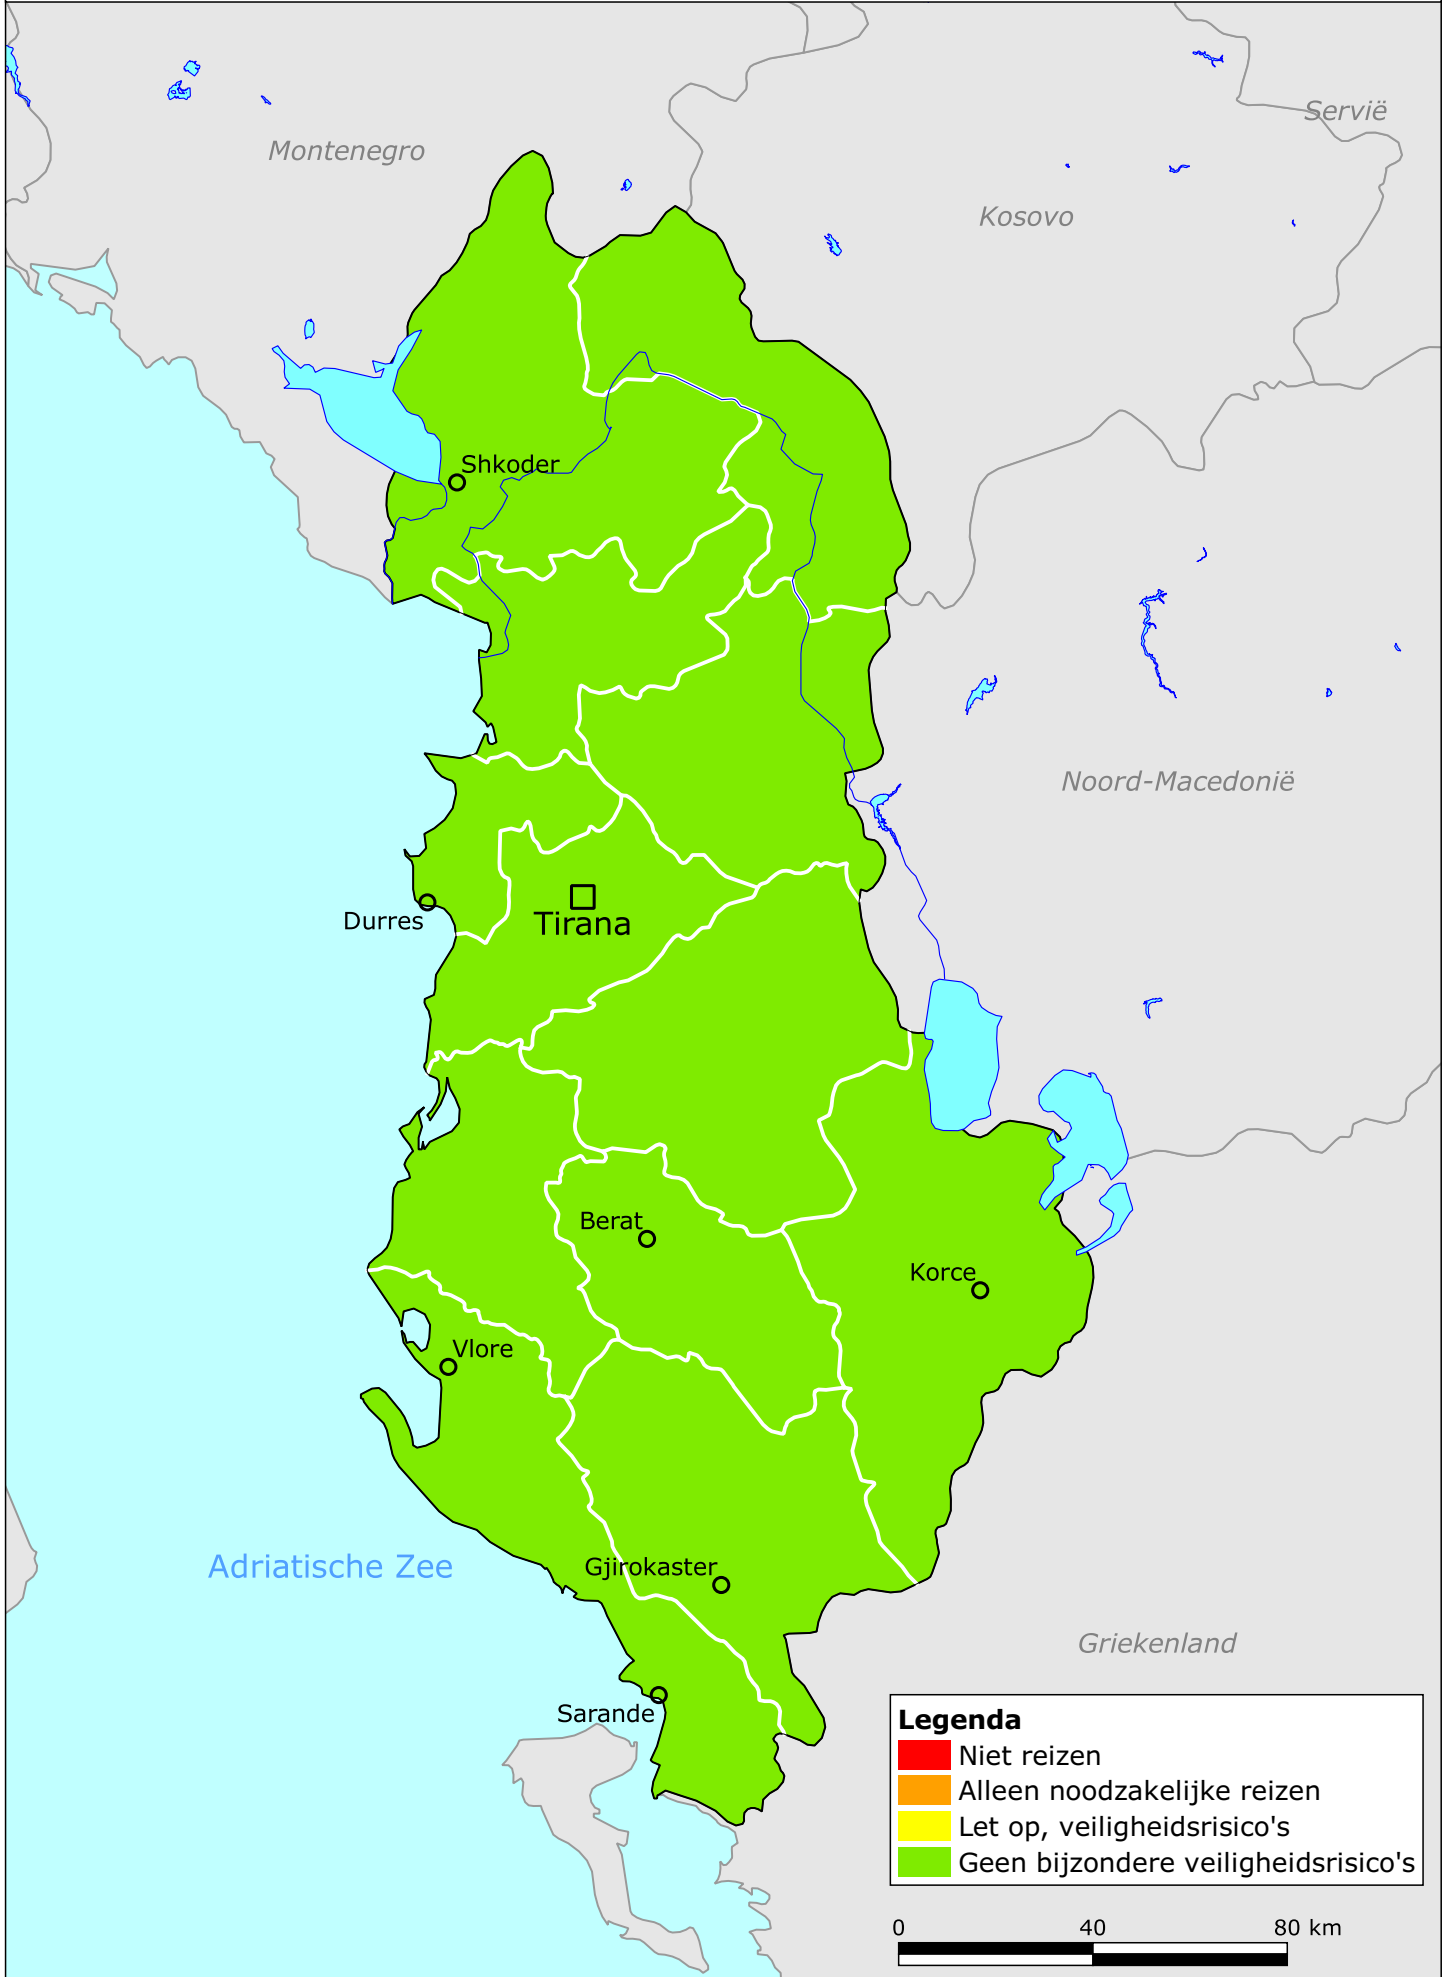 Servië
Montenegro
Kosovo
Shkoder
Noord-Macedonië
Durres
Tirana
Berat
Korce
Vlore
Adriatische Zee
Gjirokaster
Griekenland
Sarande
Legenda
Niet reizen
Alleen noodzakelijke reizen
Let op, veiligheidsrisico's
Geen bijzondere veiligheidsrisico's
0 40 80 km